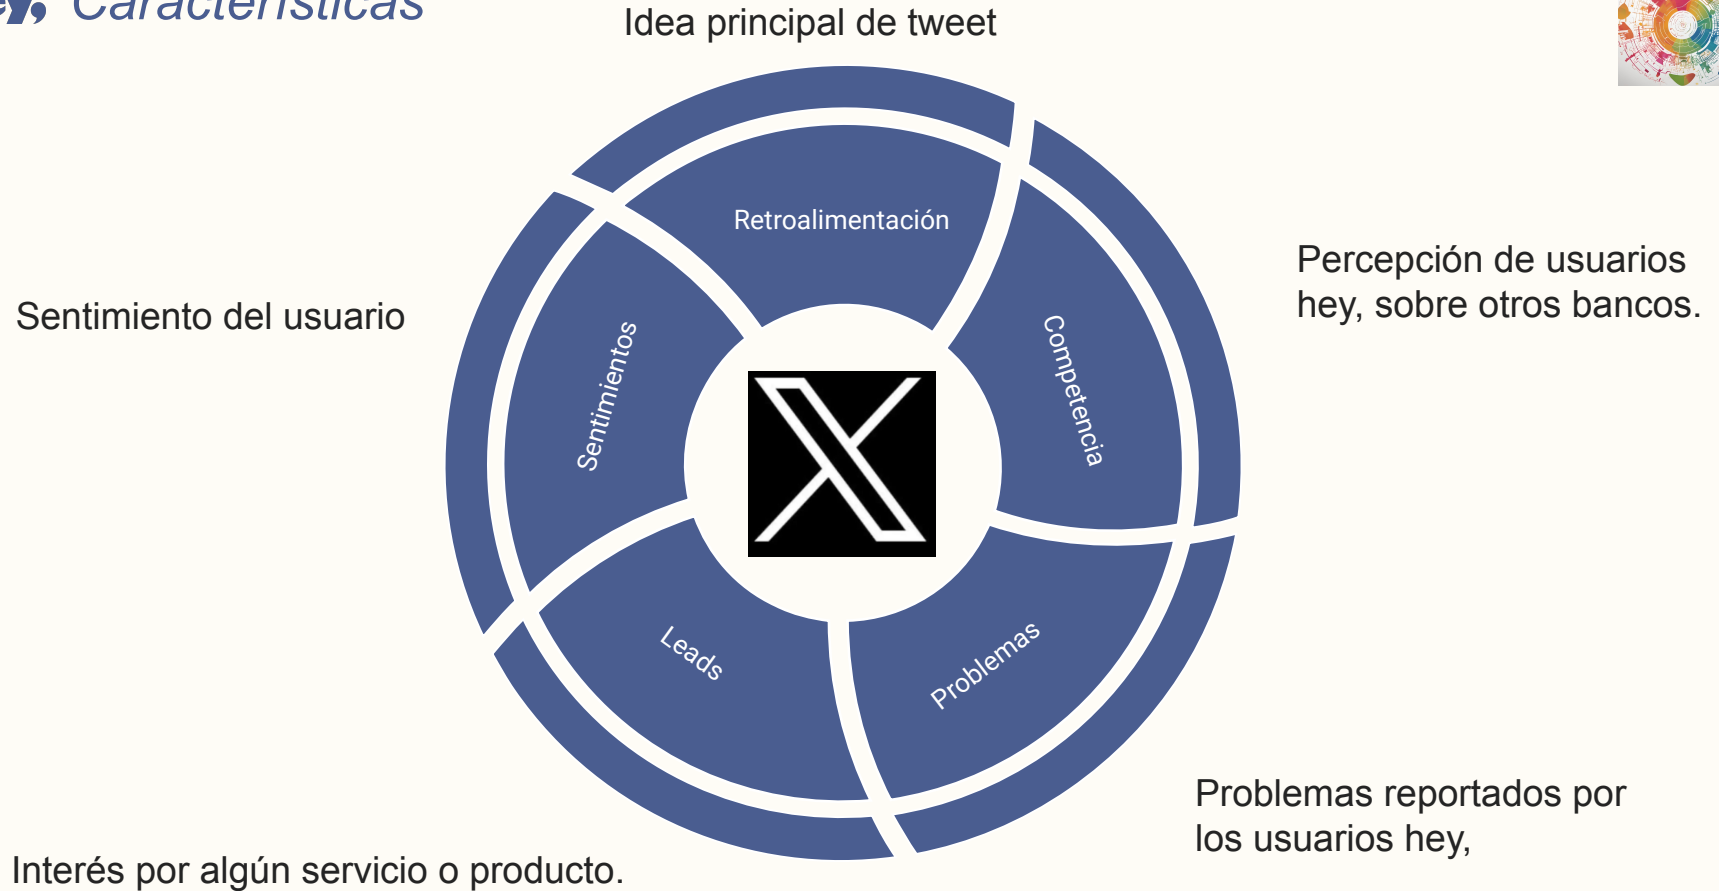 Características
Idea principal de tweet
Retroalimentación
Percepción de usuarios
hey, sobre otros bancos.
Sentimiento del usuario
Sentimientos
Competencia
Leads
Problemas
Problemas reportados por
los usuarios hey,
Interés por algún servicio o producto.